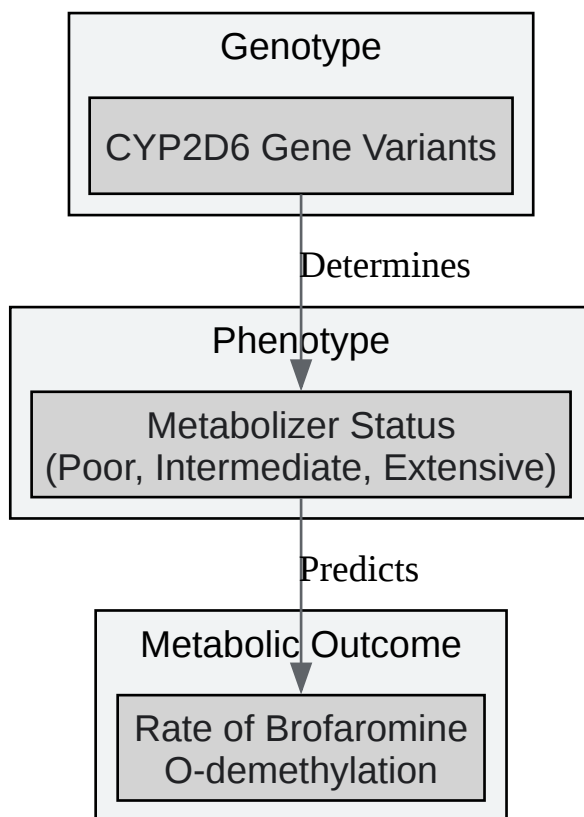 Genotype
CYP2D6 Gene Variants
Determines
Phenotype
Metabolizer Status
(Poor, Intermediate, Extensive)
Predicts
Metabolic Outcome
Rate of Brofaromine
O-demethylation